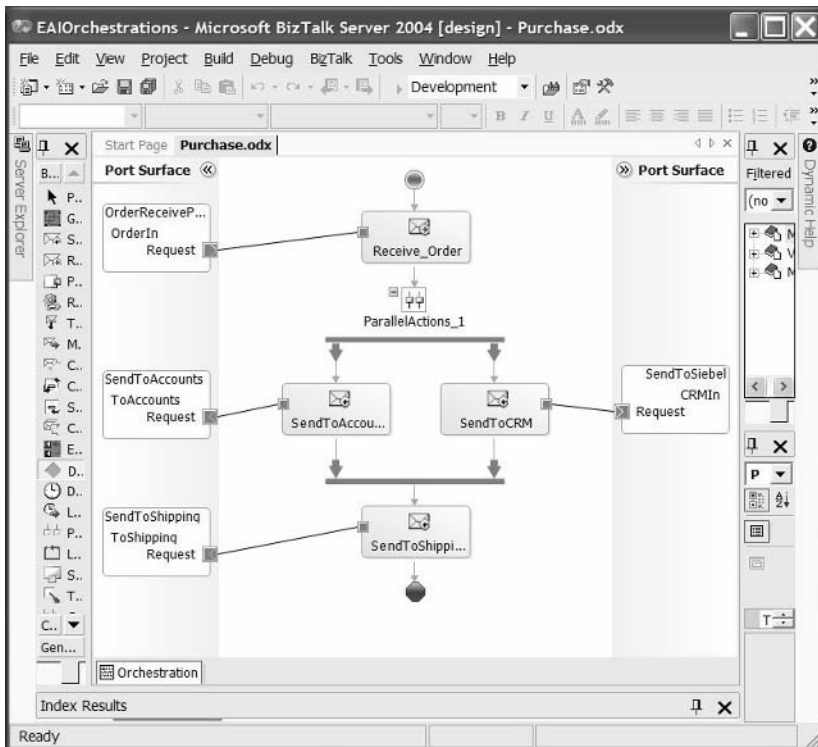 EAIOrchestrations - Microsoft BizTalk Server 2004 [design] - Purchase.odx
File Edit View Project Build Debug BizTalk Tools Window Help
Development
B I U
Server Explorer
B...
P..
G..
S..
R..
P..
R..
T..
M.
C..
C..
S..
C..
E..
D..
D..
L..
P..
L..
S..
T..
C..
Gen...
Start Page Purchase.odx
Port Surface
Port Surface
OrderReceiveP...
OrderIn
Request
Receive_Order
ParallelActions_1
SendToAccounts
ToAccounts
Request
SendToAccou...
SendToCRM
SendToSiebel
CRMIn
Request
SendToShipping
ToShipping
Request
SendToShippi...
Orchestration
Filtered
(no
M
V
M
P
T
Dynamic Help
Index Results
Ready